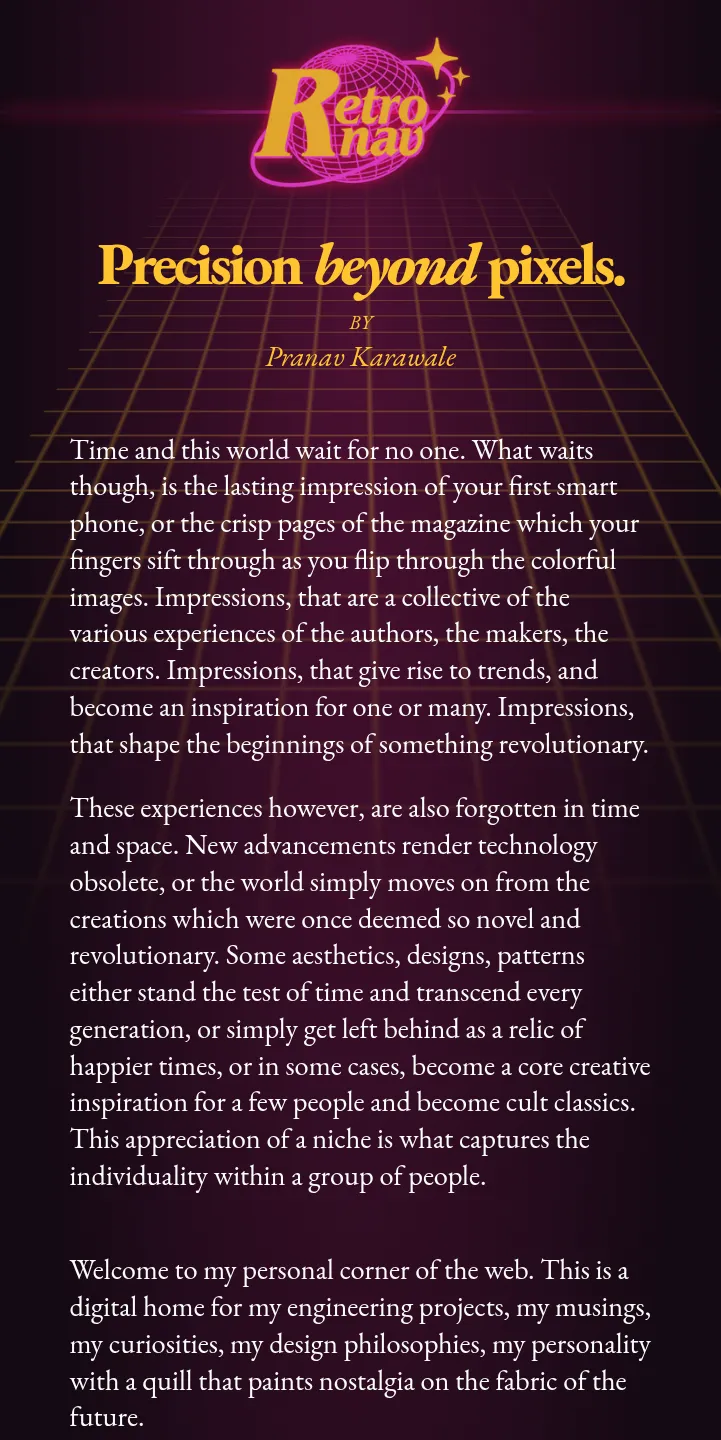 Retro
nav
Precision beyond pixels.
BY
Pranav Karawale
Time and this world wait for no one. What waits
though, is the lasting impression of your first smart
phone, or the crisp pages of the magazine which your
fingers sift through as you flip through the colorful
images. Impressions, that are a collective of the
various experiences of the authors, the makers, the
creators. Impressions, that give rise to trends, and
become an inspiration for one or many. Impressions,
that shape the beginnings of something revolutionary.
These experiences however, are also forgotten in time
and space. New advancements render technology
obsolete, or the world simply moves on from the
creations which were once deemed so novel and
revolutionary. Some aesthetics, designs, patterns
either stand the test of time and transcend every
generation, or simply get left behind as a relic of
happier times, or in some cases, become a core creative
inspiration for a few people and become cult classics.
This appreciation of a niche is what captures the
individuality within a group of people.
Welcome to my personal corner of the web. This is a
digital home for my engineering projects, my musings,
my curiosities, my design philosophies, my personality
with a quill that paints nostalgia on the fabric of the
future.